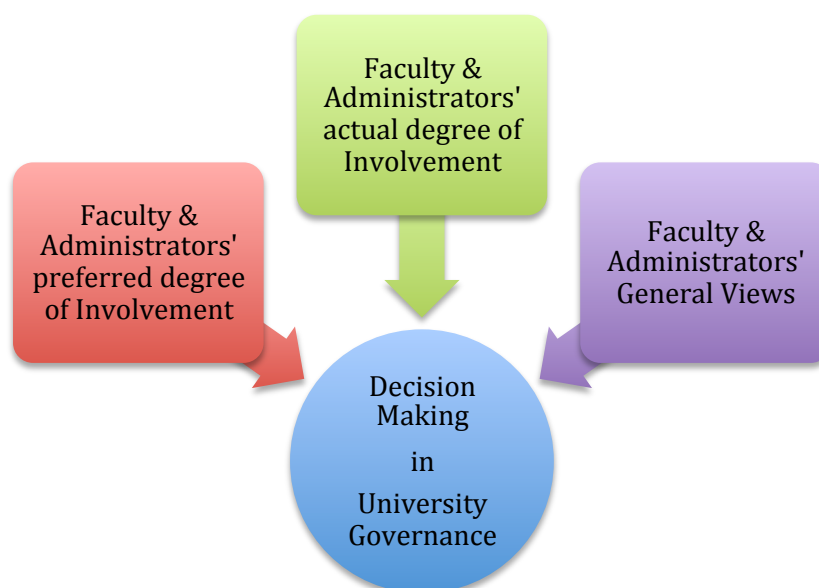 Faculty &
Administrators'
actual degree of
Involvement
Faculty &
Administrators'
preferred degree
of Involvement
Faculty &
Administrators'
General Views
Decision
Making
in
University
Governance